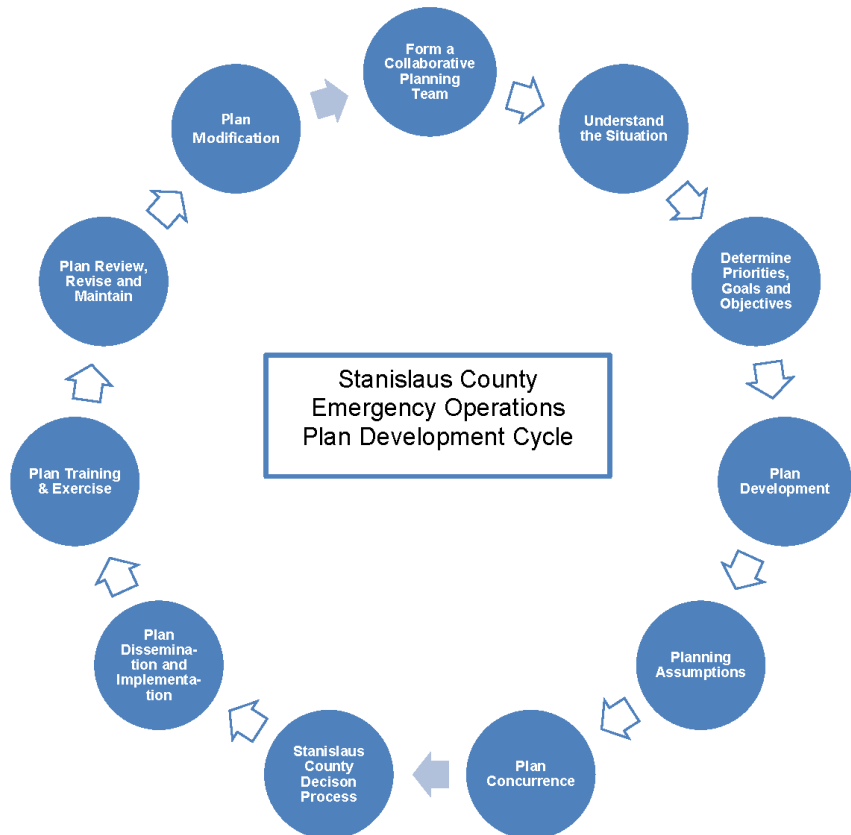 Form a
Collaborative
Planning
Team
Understand
the Situation
Determine
Priorities,
Goals and
Objectives
Plan
Development
Planning
Assumptions
Plan
Concurrence
Stanislaus
County
Decison
Process
Plan
Dissemina-
tion and
Implementa-
tion
Plan Training
& Exercise
Plan Review,
Revise and
Maintain
Plan
Modification
Stanislaus County
Emergency Operations
Plan Development Cycle